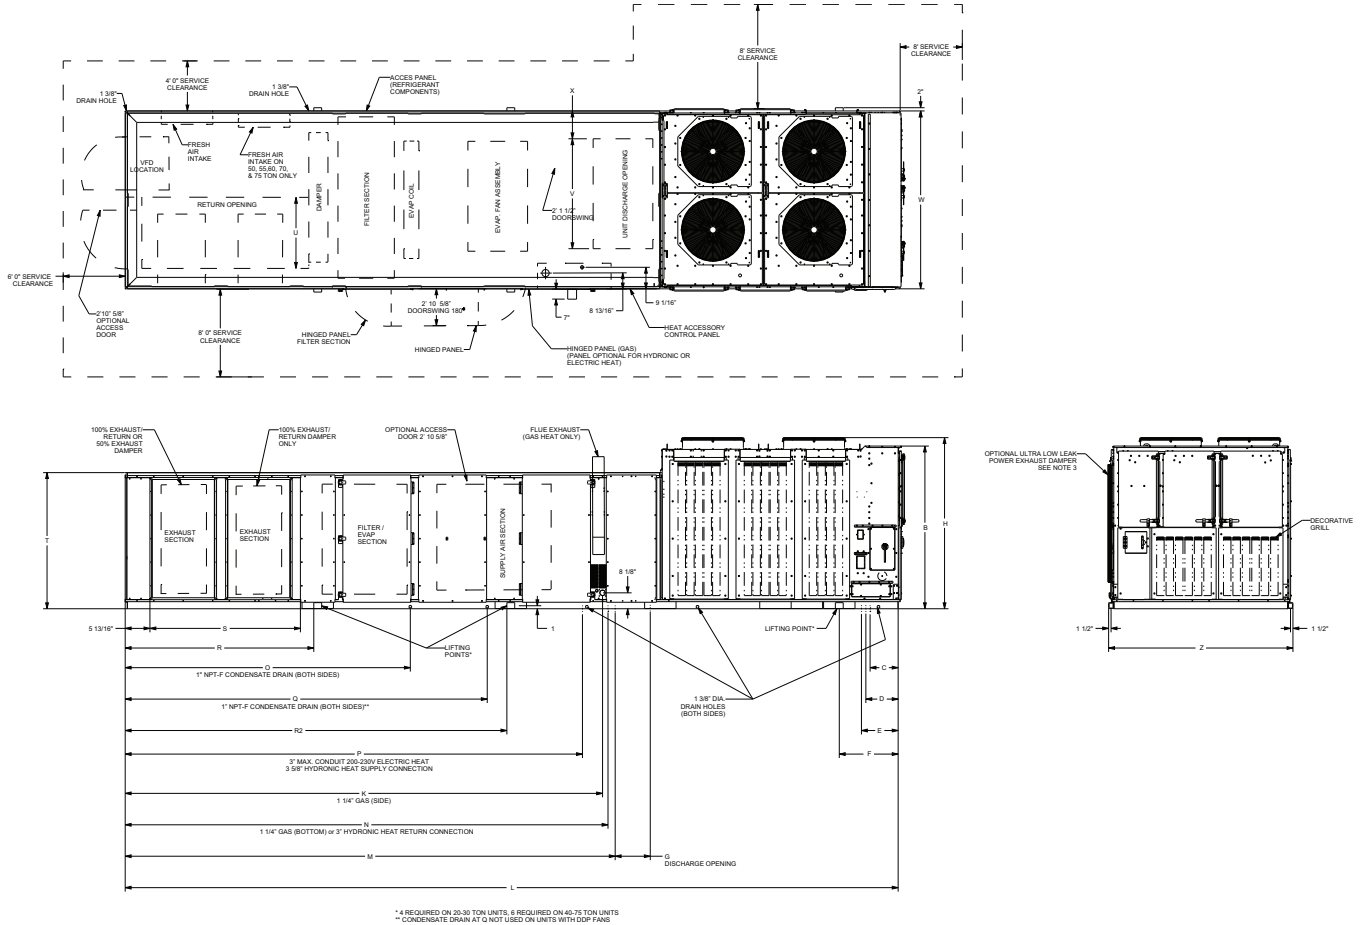 8' SERVICE
CLEARANCE
8' SERVICE
CLEARANCE
4' 0" SERVICE
CLEARANCE
1 3/8"
DRAIN HOLE
1 3/8"
DRAIN HOLE
ACCES PANEL
(REFRIGERANT
COMPONENTS)
X
2"
FRESH
AIR
INTAKE
FRESH AIR
INTAKE ON
50, 55,60, 70,
& 75 TON ONLY
VFD
LOCATION
RETURN OPENING
U
DAMPER
FILTER SECTION
EVAP COIL
EVAP. FAN ASSEMBLY
V
2' 1 1/2"
DOORSWING
UNIT DISCHARGE OPENING
W
6' 0" SERVICE
CLEARANCE
2'10" 5/8"
OPTIONAL
ACCESS
DOOR
8' 0" SERVICE
CLEARANCE
HINGED PANEL
FILTER SECTION
2' 10 5/8"
DOORSWING 180°
HINGED PANEL
7"
8 13/16"
9 1/16"
HEAT ACCESSORY
CONTROL PANEL
HINGED PANEL (GAS)
(PANEL OPTIONAL FOR HYDRONIC OR
ELECTRIC HEAT)
100% EXHAUST/
RETURN OR
50% EXHAUST
DAMPER
100% EXHAUST/
RETURN DAMPER
ONLY
OPTIONAL ACCESS
DOOR 2' 10 5/8"
FLUE EXHAUST
(GAS HEAT ONLY)
OPTIONAL ULTRA LOW LEAK
POWER EXHAUST DAMPER
SEE NOTE 3
DECORATIVE
GRILL
T
EXHAUST
SECTION
EXHAUST
SECTION
FILTER /
EVAP
SECTION
SUPPLY AIR SECTION
8 1/8"
B
H
5 13/16"
S
1
LIFTING POINT*
1 1/2"
1 1/2"
R
LIFTING
POINTS*
Z
O
1" NPT-F CONDENSATE DRAIN (BOTH SIDES)
C
Q
1" NPT-F CONDENSATE DRAIN (BOTH SIDES)**
1 3/8" DIA.
DRAIN HOLES
(BOTH SIDES)
D
R2
E
P
3" MAX. CONDUIT 200-230V ELECTRIC HEAT
3 5/8" HYDRONIC HEAT SUPPLY CONNECTION
F
K
1 1/4" GAS (SIDE)
N
1 1/4" GAS (BOTTOM) or 3" HYDRONIC HEAT RETURN CONNECTION
M
G
DISCHARGE OPENING
L
* 4 REQUIRED ON 20-30 TON UNITS, 6 REQUIRED ON 40-75 TON UNITS
** CONDENSATE DRAIN AT Q NOT USED ON UNITS WITH DDP FANS